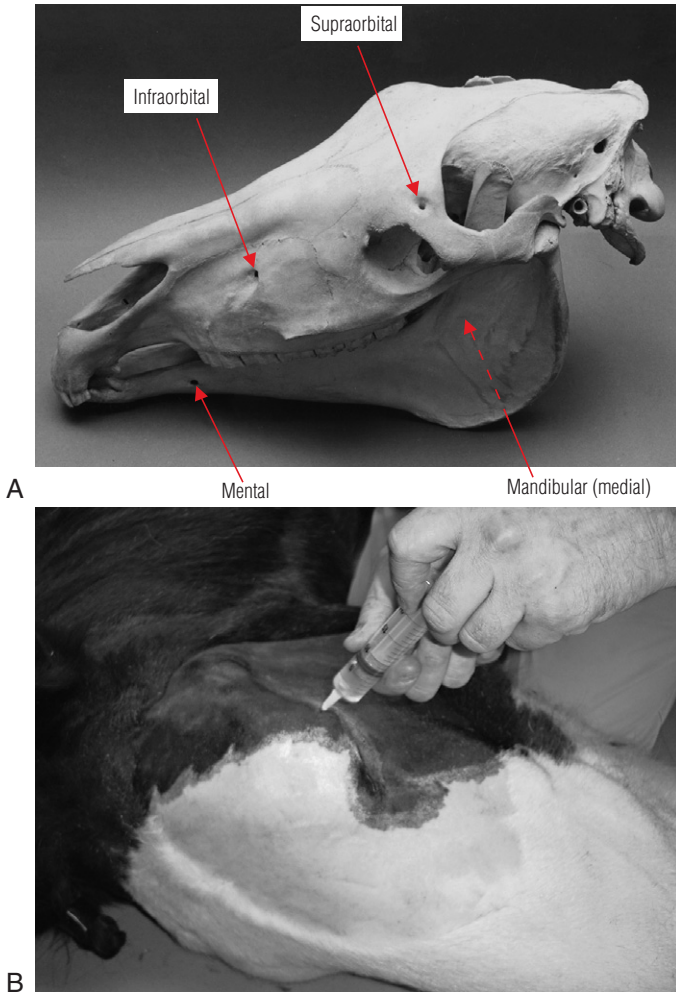 Supraorbital
Infraorbital
A
Mental
Mandibular (medial)
B